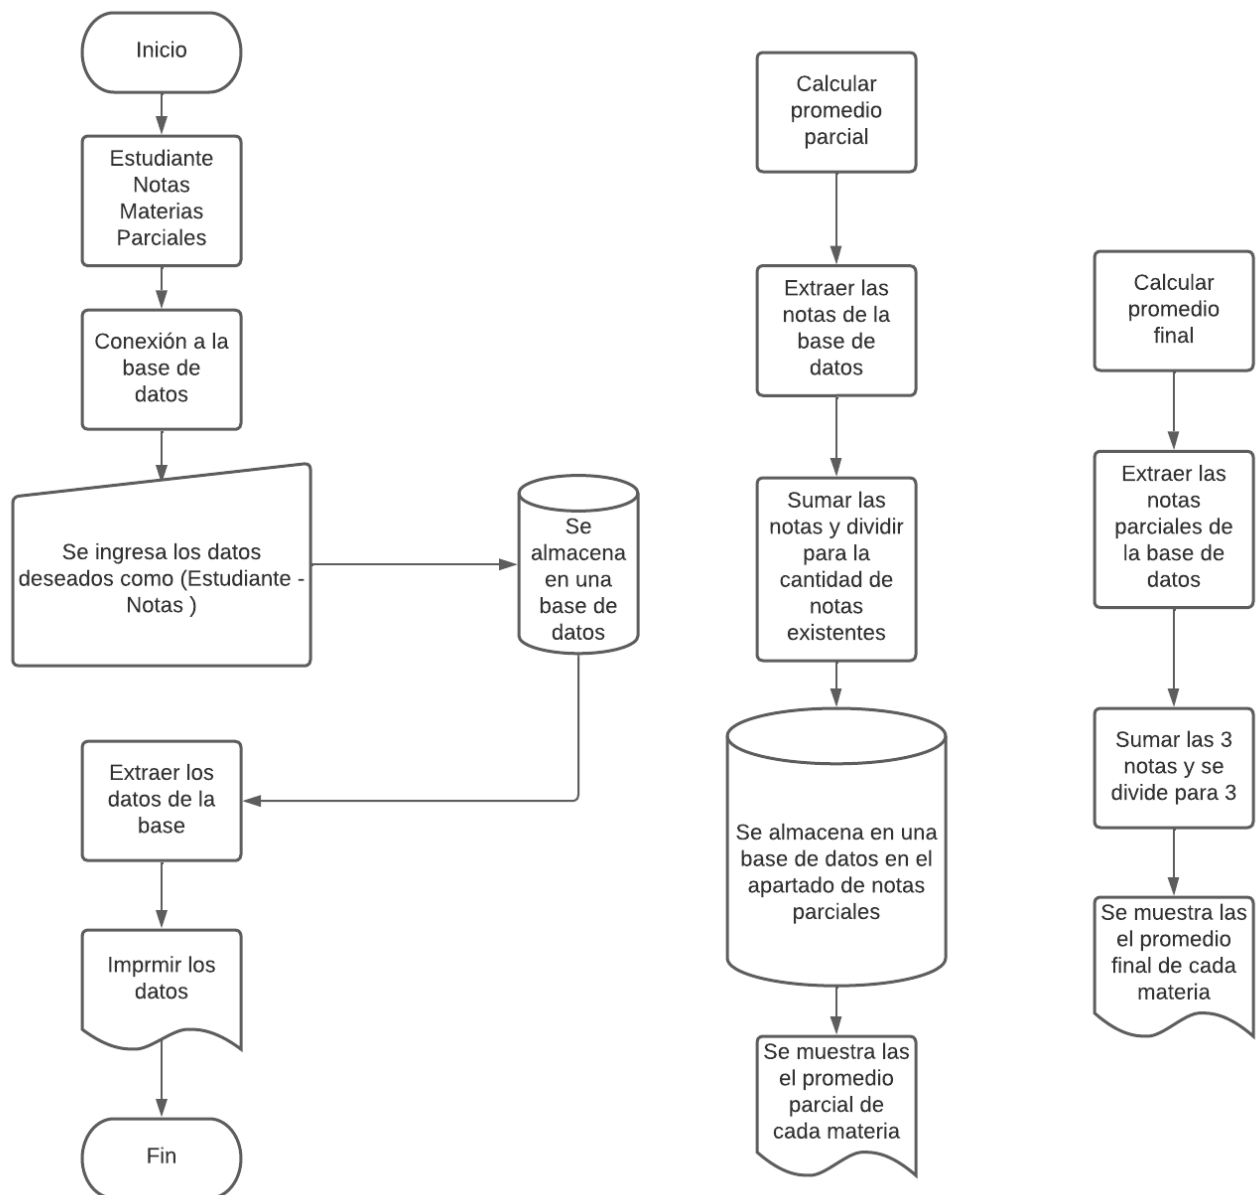 Inicio
Estudiante
Notas
Materias
Parciales
Conexión a la
base de
datos
Se ingresa los datos
deseados como (Estudiante -
Notas )
Se
almacena
en una
base de
datos
Extraer los
datos de la
base
Imprmir los
datos
Fin
Calcular
promedio
parcial
Extraer las
notas de la
base de
datos
Sumar las
notas y dividir
para la
cantidad de
notas
existentes
Se almacena en una
base de datos en el
apartado de notas
parciales
Se muestra las
el promedio
parcial de
cada materia
Calcular
promedio
final
Extraer las
notas
parciales de
la base de
datos
Sumar las 3
notas y se
divide para 3
Se muestra las
el promedio
final de cada
materia